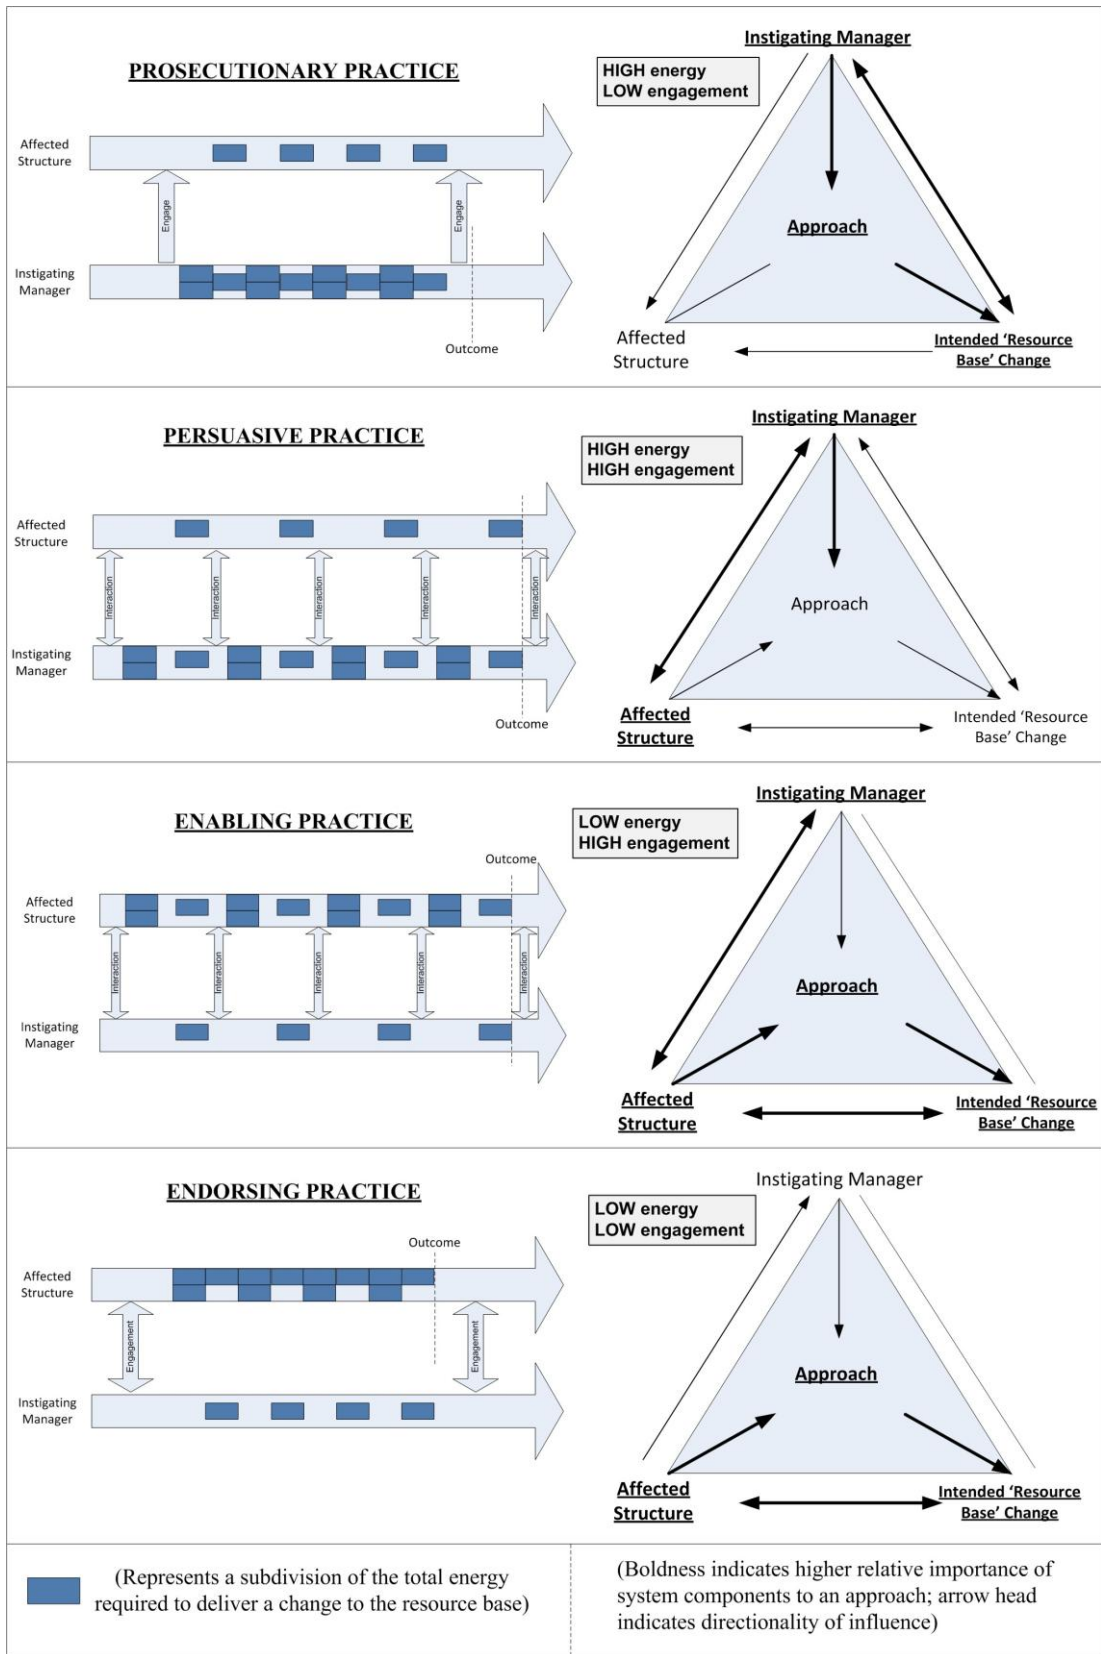 PROSECUTIONARY PRACTICE
Affected
Structure
Engage
Engage
Instigating
Manager
Outcome
HIGH energy
LOW engagement
Instigating Manager
Approach
Affected
Structure
Intended ‘Resource
Base’ Change
PERSUASIVE PRACTICE
Affected
Structure
Interaction
Interaction
Interaction
Interaction
Interaction
Instigating
Manager
Outcome
HIGH energy
HIGH engagement
Instigating Manager
Approach
Affected
Structure
Intended ‘Resource
Base’ Change
ENABLING PRACTICE
Outcome
Affected
Structure
Interaction
Interaction
Interaction
Interaction
Interaction
Instigating
Manager
LOW energy
HIGH engagement
Instigating Manager
Approach
Affected
Structure
Intended ‘Resource
Base’ Change
ENDORSING PRACTICE
Outcome
Affected
Structure
Engagement
Engagement
Instigating
Manager
LOW energy
LOW engagement
Instigating Manager
Approach
Affected
Structure
Intended ‘Resource
Base’ Change
(Represents a subdivision of the total energy
required to deliver a change to the resource base)
(Boldness indicates higher relative importance of
system components to an approach; arrow head
indicates directionality of influence)